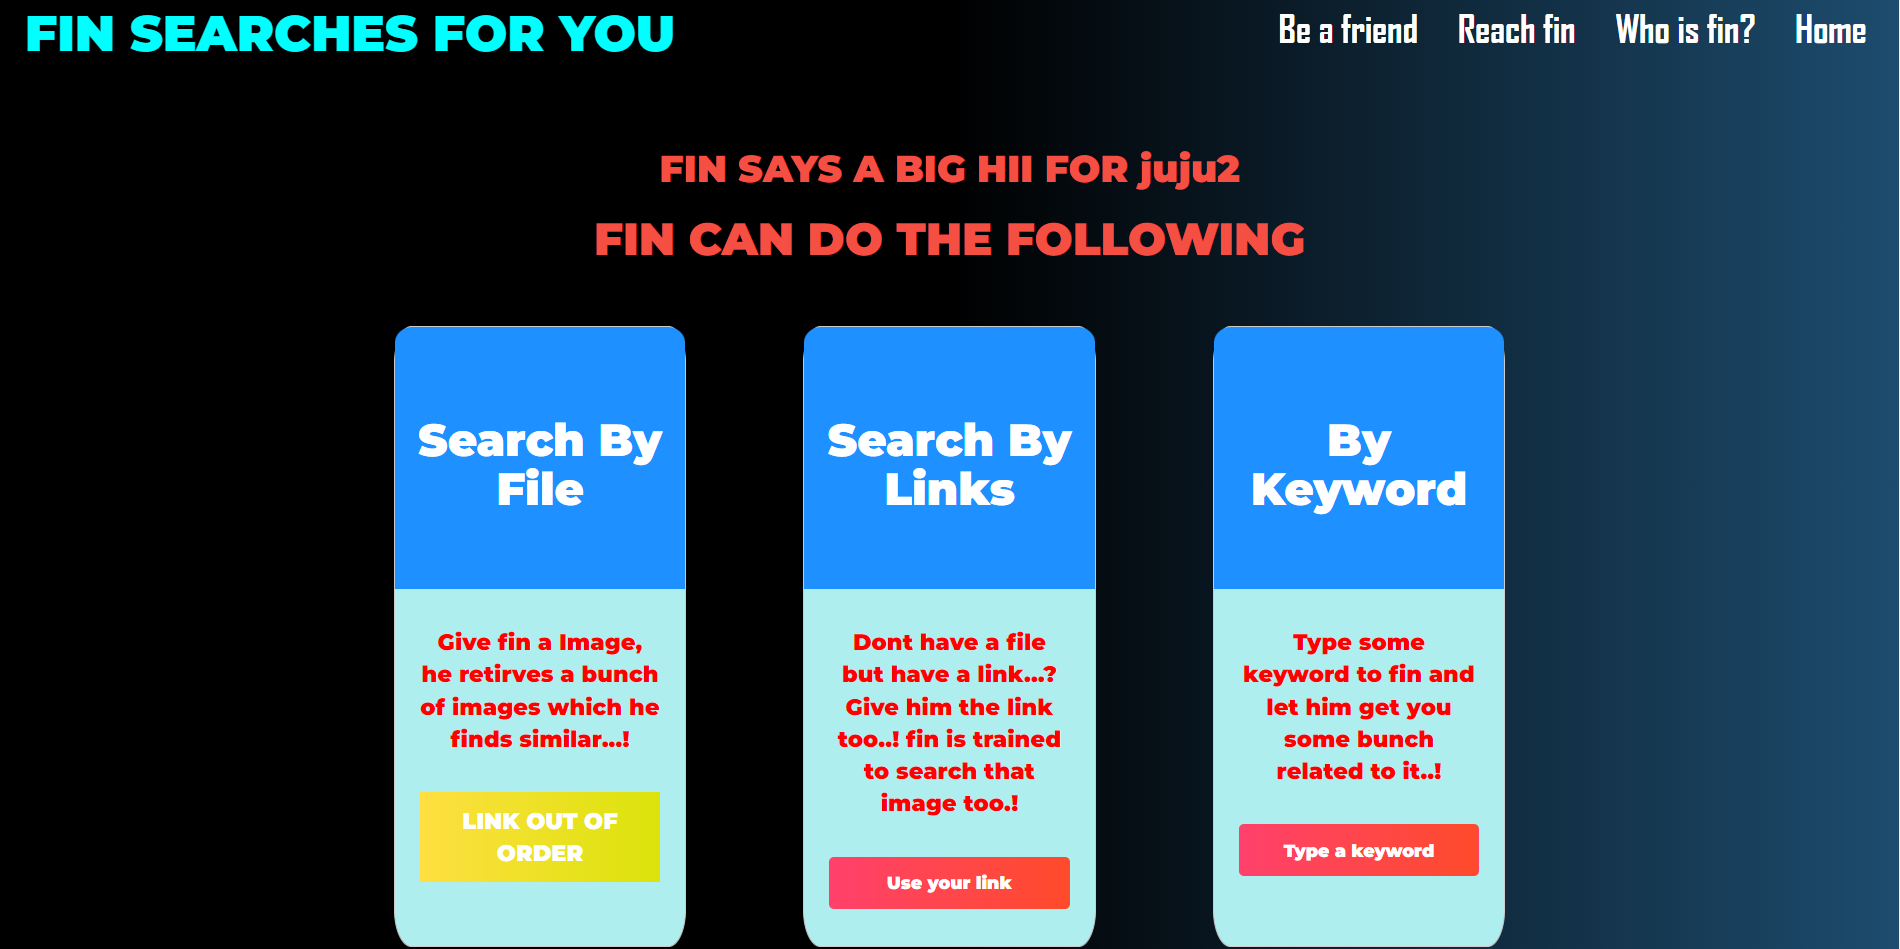 FIN SEARCHES FOR YOU
Be a friend
Reach fin
Who is fin?
Home
FIN SAYS A BIG HII FOR juju2
FIN CAN DO THE FOLLOWING
Search By
File
Give fin a Image,
he retirves a bunch
of images which he
finds similar...!
LINK OUT OF
ORDER
Search By
Links
Dont have a file
but have a link...?
Give him the link
too..! fin is trained
to search that
image too.!
Use your link
By
Keyword
Type some
keyword to fin and
let him get you
some bunch
related to it..!
Type a keyword